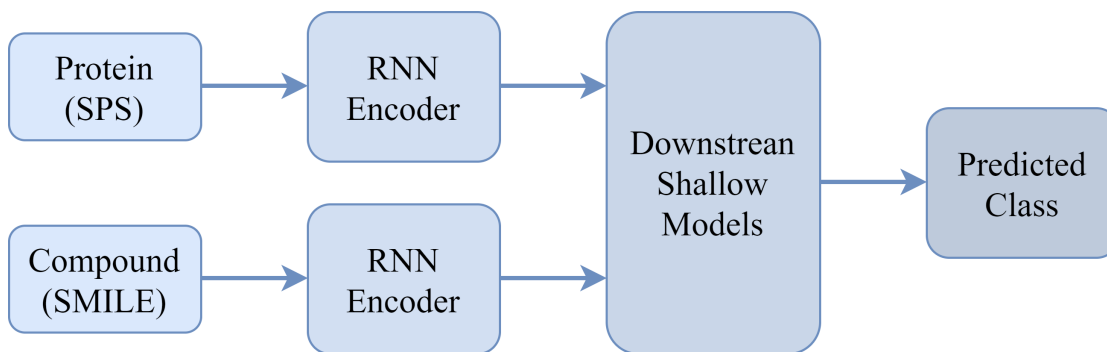 Protein
(SPS)
RNN
Encoder
Compound
(SMILE)
RNN
Encoder
Downstrean
Shallow
Models
Predicted
Class